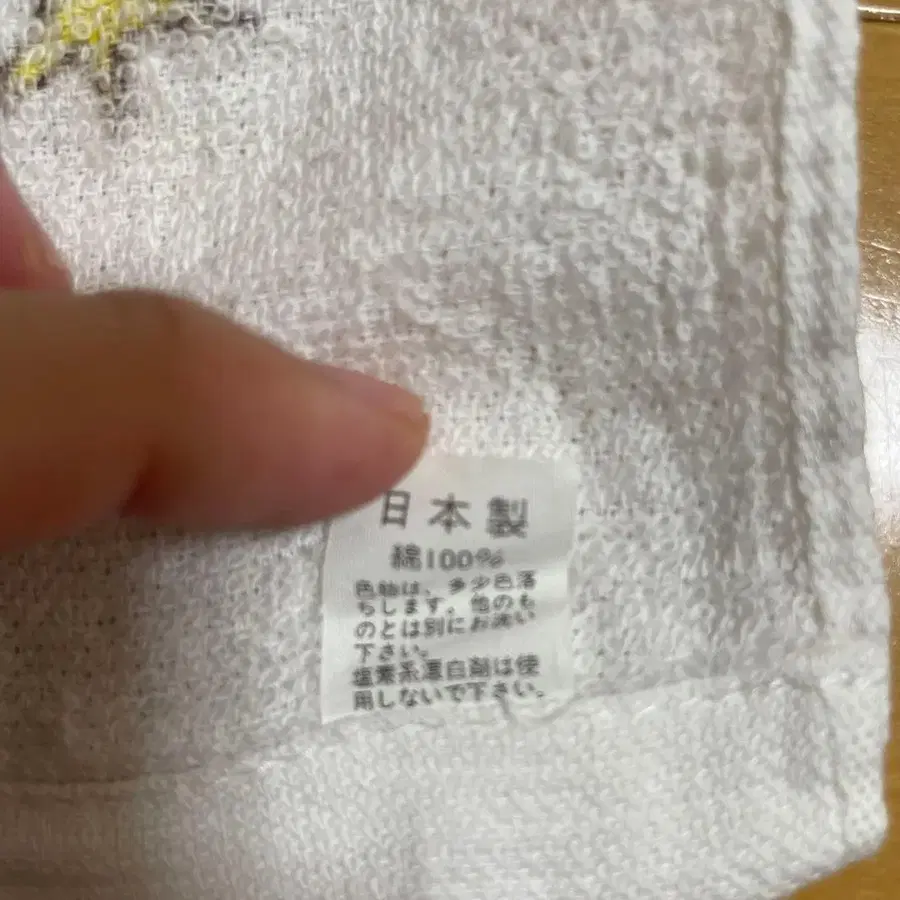 日本製
綿100%
色物は、多少色落
ちします。他のも
のとは別にお洗い
下さい。
塩素系漂白剤は使
用しないで下さい。